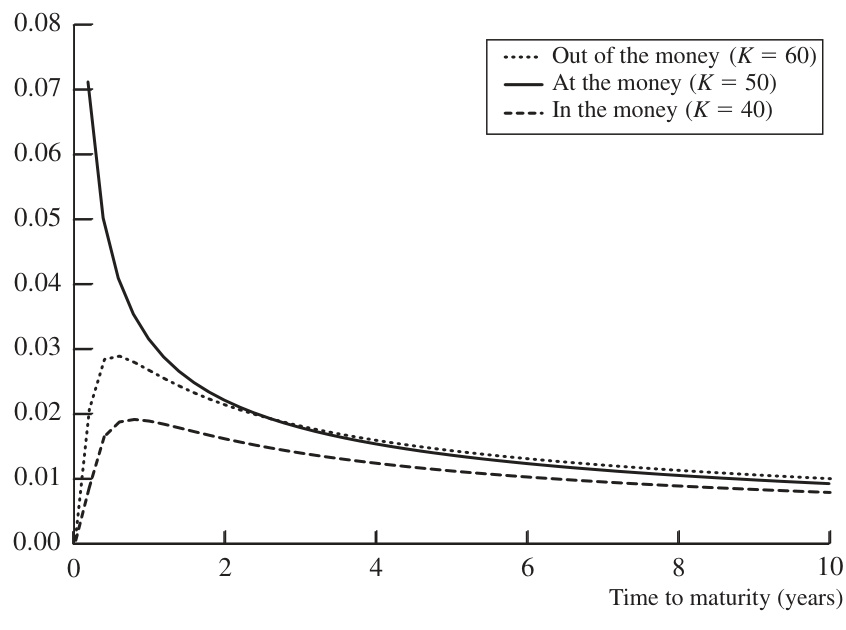 0.08
0.07
0.06
0.05
0.04
0.03
0.02
0.01
0.00
Out of the money (K = 60)
At the money (K = 50)
In the money (K = 40)
0 2 4 6 8 10
Time to maturity (years)